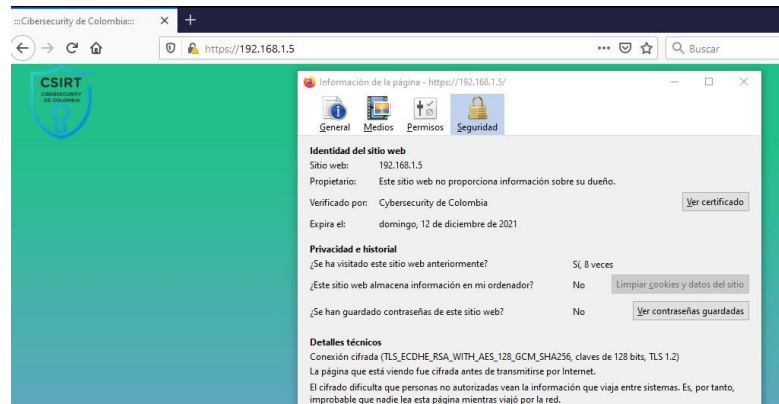 :::Cibersecurity de Colombia:::
https://192.168.1.5
Buscar
CSIRT
CIBERSECURITY
DE COLOMBIA
Información de la página - https://192.168.1.5/
General Medios Permisos Seguridad
Identidad del sitio web
Sitio web: 192.168.1.5
Propietario: Este sitio web no proporciona información sobre su dueño.
Verificado por: Cybersecurity de Colombia Ver certificado
Expira el: domingo, 12 de diciembre de 2021
Privacidad e historial
¿Se ha visitado este sitio web anteriormente? Sí, 8 veces
¿Este sitio web almacena información en mi ordenador? No Limpiar cookies y datos del sitio
¿Se han guardado contraseñas de este sitio web? No Ver contraseñas guardadas
Detalles técnicos
Conexión cifrada (TLS_ECDHE_RSA_WITH_AES_128_GCM_SHA256, claves de 128 bits, TLS 1.2)
La página que está viendo fue cifrada antes de transmitirse por Internet.
El cifrado dificulta que personas no autorizadas vean la información que viaja entre sistemas. Es, por tanto,
improbable que nadie lea esta página mientras viajó por la red.